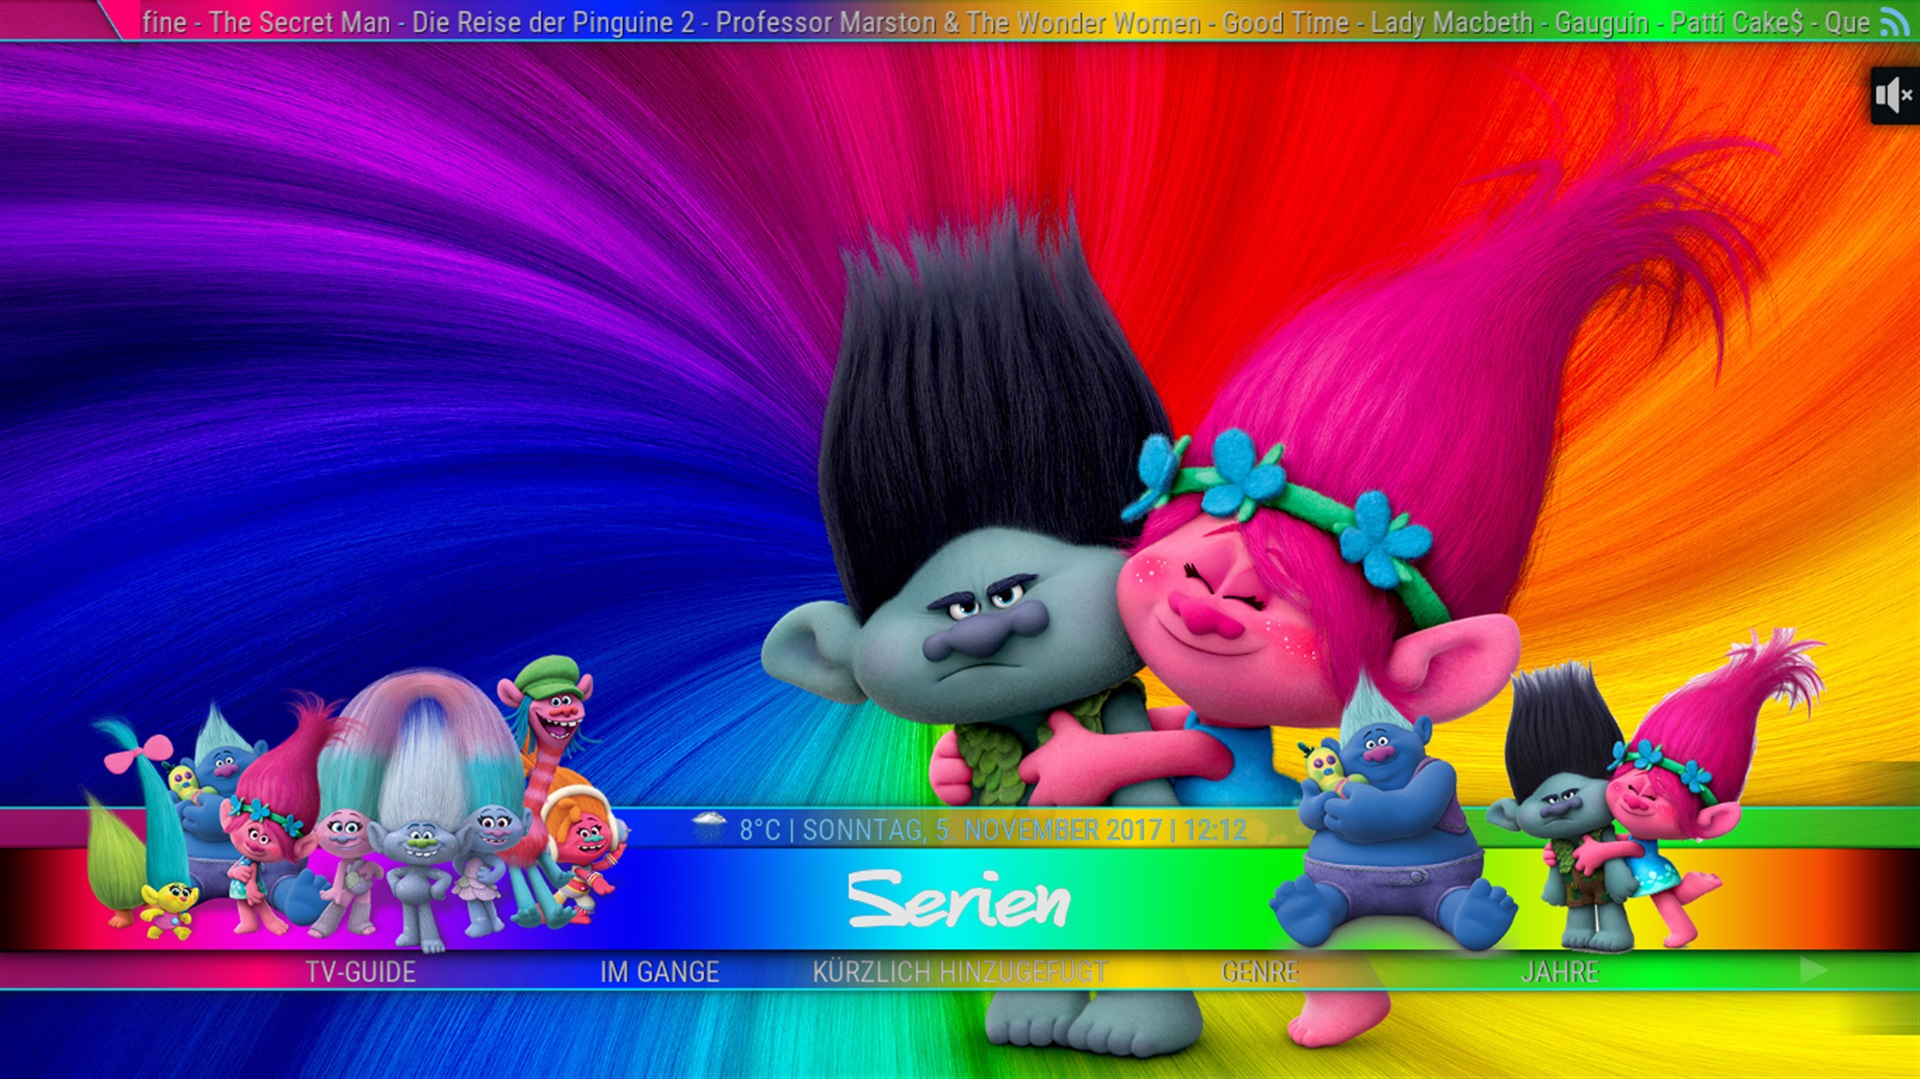 fine - The Secret Man - Die Reise der Pinguine 2 - Professor Marston & The Wonder Women - Good Time - Lady Macbeth - Gauguin - Patti Cake$ - Que
8°C | SONNTAG, 5. NOVEMBER 2017 | 12:12
Serien
TV-GUIDE IM GANGE KÜRZLICH HINZUGEFÜGT GENRE JAHRE